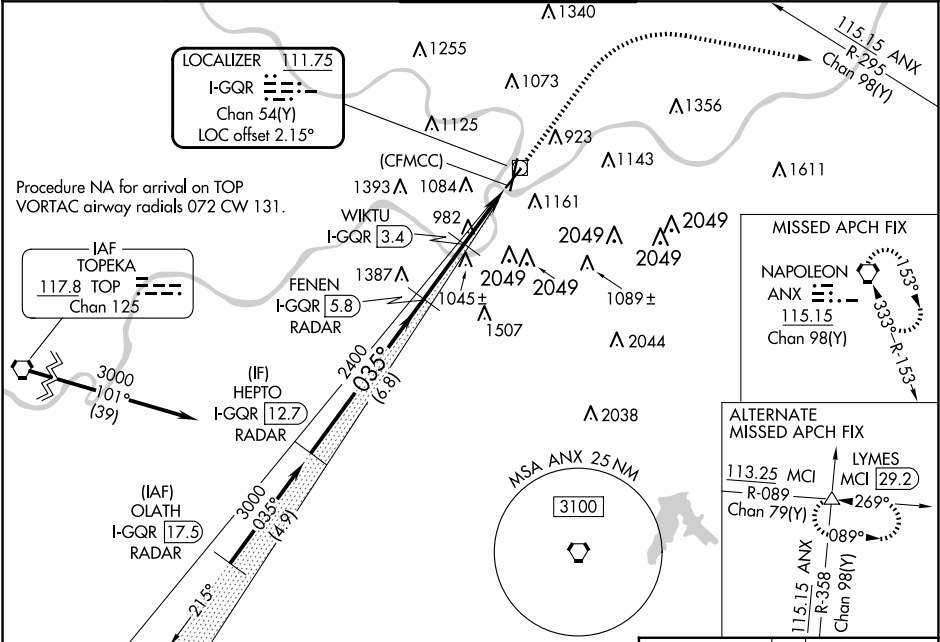 1340
1255
115.15 ANX
R-295
Chan 98(Y)
LOCALIZER 111.75
I-GQR
Chan 54(Y)
LOC offset 2.15°
1073
1356
1125
923
(CFMCC)
1143
1611
Procedure NA for arrival on TOP
VORTAC airway radials 072 CW 131.
1393
1084
1161
WIKTU
I-GQR 3.4
982
2049
2049
2049
2049
1089±
1045±
IAF
TOPEKA
117.8 TOP
Chan 125
1387
FENEN
I-GQR 5.8
RADAR
1507
2044
MISSED APCH FIX
NAPOLEON
ANX
115.15
Chan 98(Y)
153°
333°
R-153
3000
101°
(39)
2400
035°
(6.8)
(IF)
HEPTO
I-GQR 12.7
RADAR
2038
ALTERNATE
MISSED APCH FIX
LYMES
MCI 29.2
113.25 MCI
R-089
Chan 79(Y)
269°
089°
115.15 ANX
R-358
Chan 98(Y)
MSA ANX 25 NM
3100
(IAF)
OLATH
I-GQR 17.5
RADAR
3000
035°
(4.9)
215°